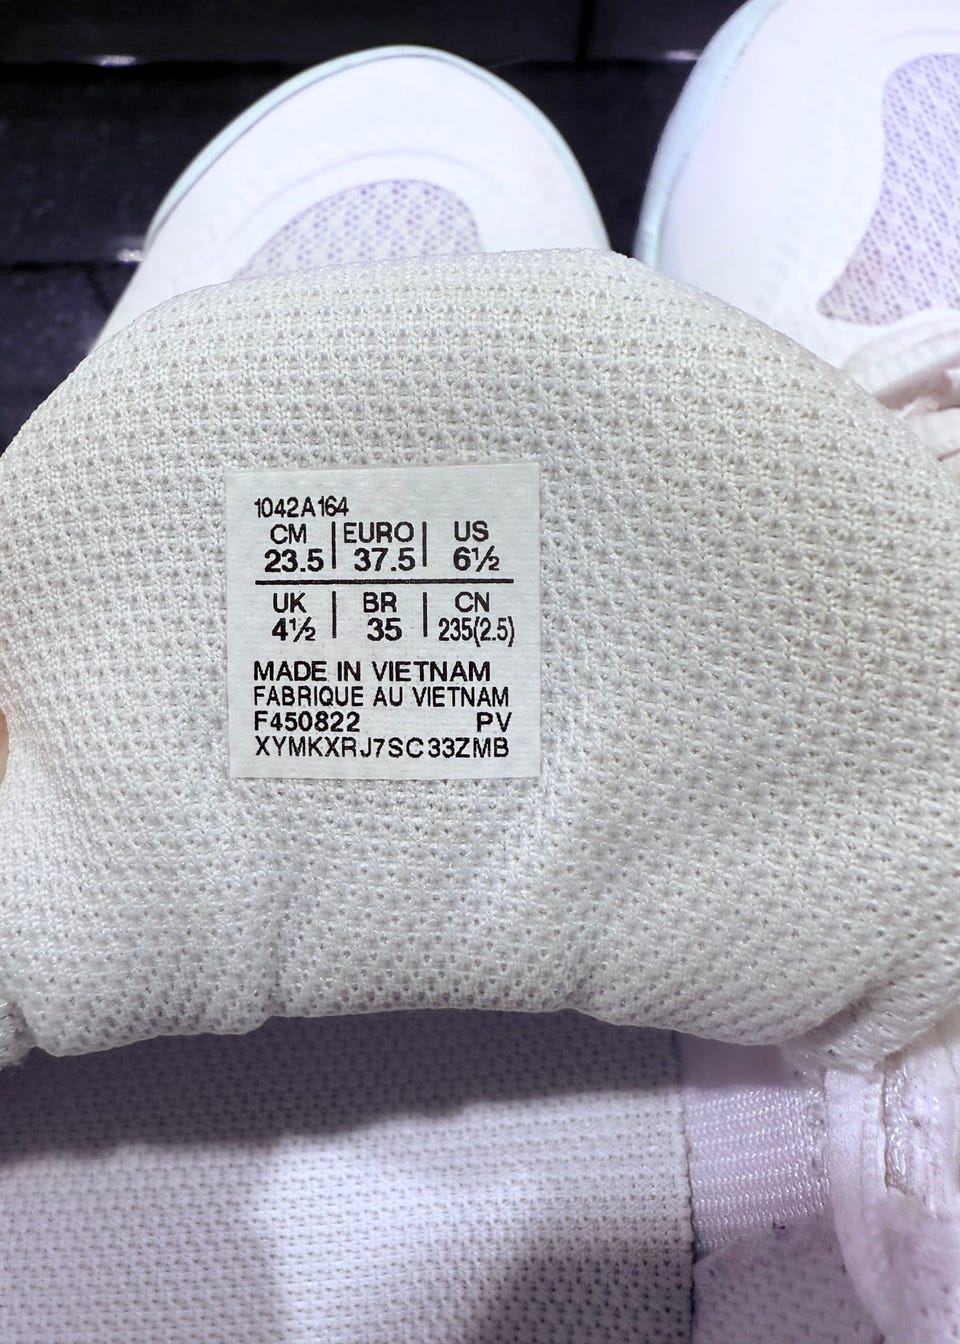 1042A164
CM | EURO | US
23.5 | 37.5 | 6½
UK | BR | CN
4½ | 35 | 235(2.5)
MADE IN VIETNAM
FABRIQUE AU VIETNAM
F450822 PV
XYMKXRJ7SC33ZMB